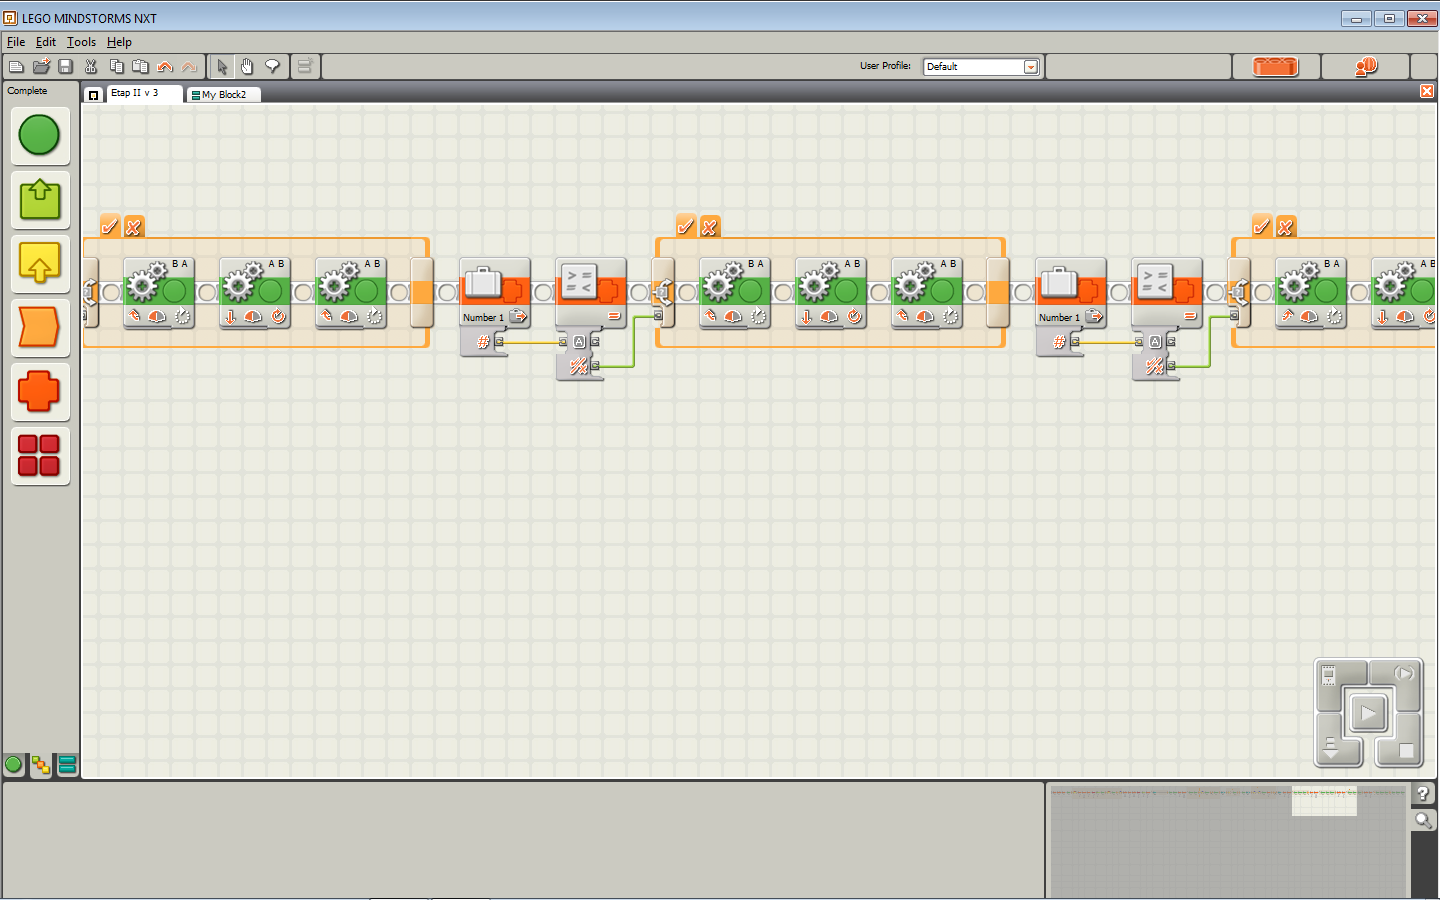 LEGO MINDSTORMS NXT
File Edit Tools Help
User Profile: Default
Complete
Etap II v 3 My Block2
B A A B A B B A A B A B B A A B
Number 1 Number 1
# A # A
?